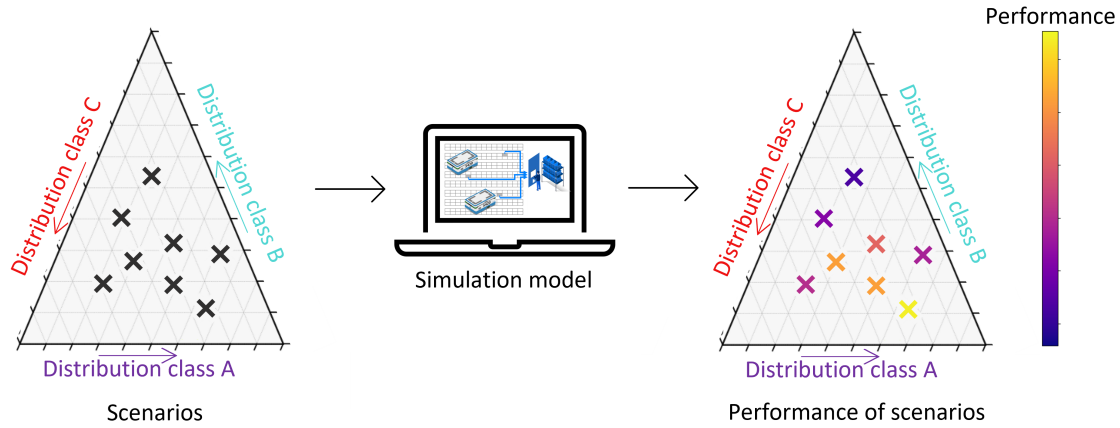 Performance
Distribution class C
Distribution class B
Distribution class A
Scenarios
Simulation model
Distribution class C
Distribution class B
Distribution class A
Performance of scenarios